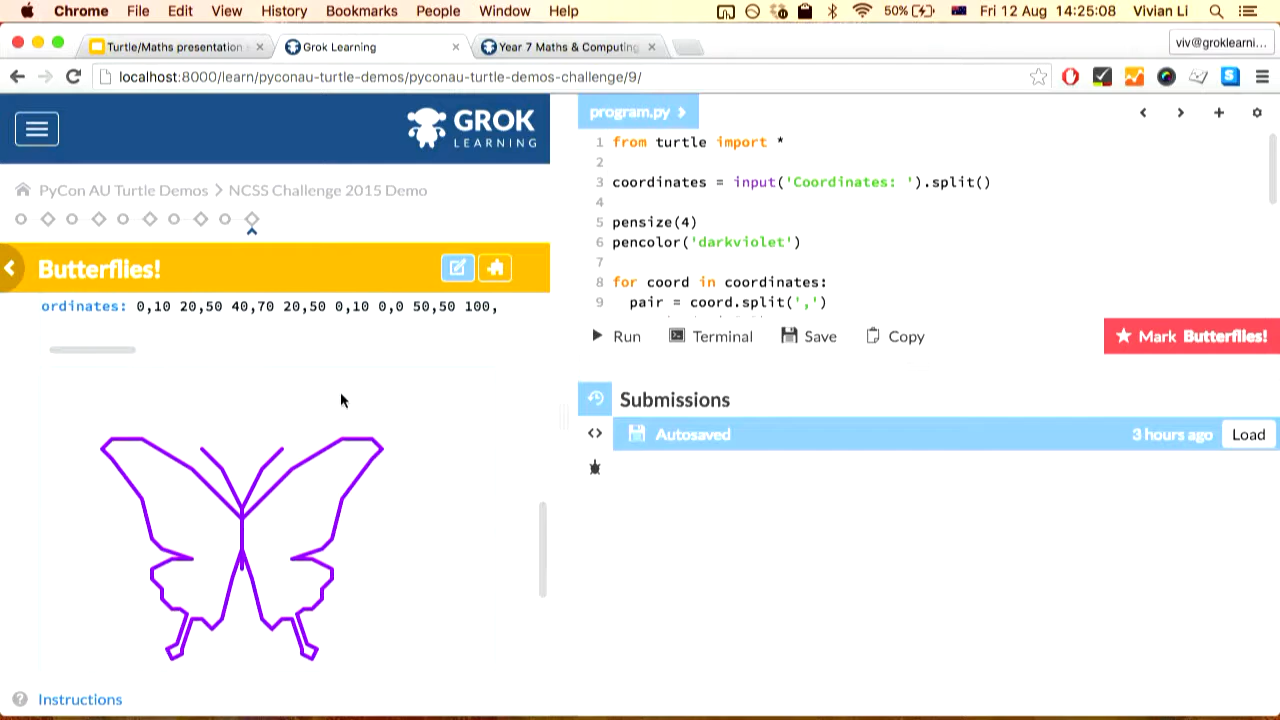 Chrome File Edit View History Bookmarks People Window Help 50% Fri 12 Aug 14:25:08 Vivian Li
Turtle/Maths presentation Grok Learning Year 7 Maths & Computing viv@groklearni...
localhost:8000/learn/pyconau-turtle-demos/pyconau-turtle-demos-challenge/9/
GROK
LEARNING
PyCon AU Turtle Demos > NCSS Challenge 2015 Demo
Butterflies!
ordinates: 0,10 20,50 40,70 20,50 0,10 0,0 50,50 100,
Instructions
program.py
1 from turtle import *
2
3 coordinates = input('Coordinates: ').split()
4
5 pensize(4)
6 pencolor('darkviolet')
7
8 for coord in coordinates:
9 pair = coord.split(',')
Run Terminal Save Copy Mark Butterflies!
Submissions
Autosaved 3 hours ago Load